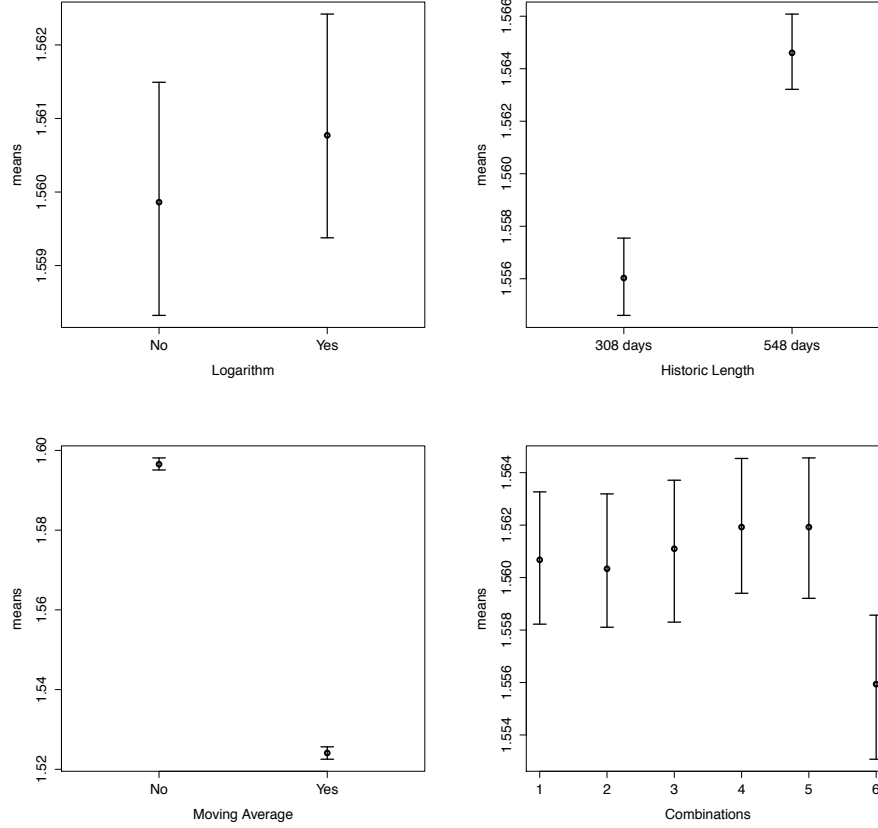 means
1.559 1.560 1.561 1.562
No Yes
Logarithm
means
1.556 1.558 1.560 1.562 1.564 1.566
308 days 548 days
Historic Length
means
1.52 1.54 1.56 1.58 1.60
No Yes
Moving Average
means
1.554 1.556 1.558 1.560 1.562 1.564
1 2 3 4 5 6
Combinations